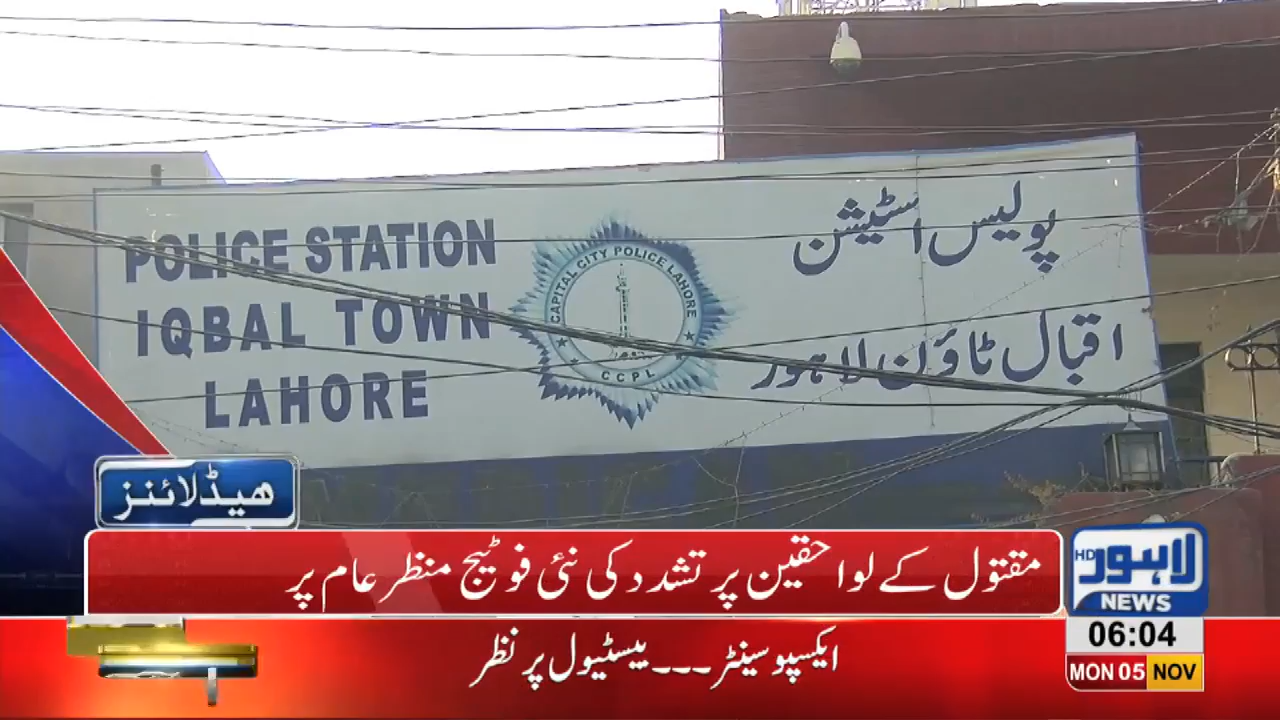 POLICE STATION
IQBAL TOWN
LAHORE
CAPITAL CITY POLICE LAHORE
CCPL
پولیس اسٹیشن
اقبال ٹاؤن لاہور
ھیڈلائنز
مقتول کے لواحقین پر تشدد کی نئی فوٹیج منظر عام پر
HD لاہور
NEWS
06:04
MON 05 NOV
ایکسپو سینٹر ۔۔۔ بیسٹیول پر نظر